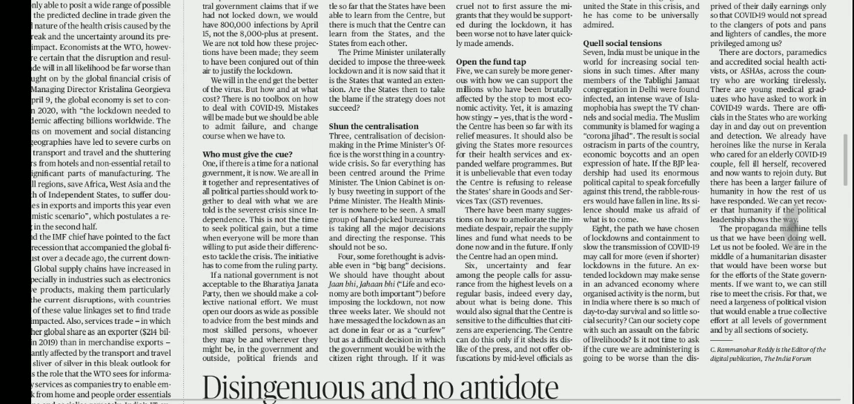 nly able to posit a wide range of possible
the predicted decline in trade given the
l nature of the health crisis caused by the
reak and the uncertainty around its pre-
impact. Economists at the WTO, howev-
re certain that the disruption and resul-
ade will in all likelihood be far worse than
ught on by the global financial crisis of
Managing Director Kristalina Georgieva
pril 9, the global economy is set to con-
n 2020, with "the lockdown needed to
demic affecting billions worldwide. The
ns on movement and social distancing
geographies have led to severe curbs on
transport and travel and the shuttering
rs from hotels and non-essential retail to
significant parts of manufacturing. The
ll regions, save Africa, West Asia and the
h of Independent States, to suffer dou-
es in exports and imports this year even
mistic scenario", which postulates a re-
g in the second half.
nd the IMF chief have pointed to the fact
recession that accompanied the global fi-
ust over a decade ago, the current down-
Global supply chains have increased in
pecially in industries such as electronics
ve products, making them particularly
the current disruptions, with countries
of these value linkages set to find trade
impacted. Also, services trade – in which
her global share as an exporter ($214 bil-
in 2019) than in merchandise exports –
antly affected by the transport and travel
sliver of silver in this bleak outlook for
s the role that the WTO sees for informa-
y services as companies try to enable em-
k from home and people order essentials
tral government claims that if we
had not locked down, we would
have 800,000 infections by April
15, not the 8,000-plus at present.
We are not told how these projec-
tions have been made; they seem
to have been conjured out of thin
air to justify the lockdown.
We will in the end get the better
of the virus. But how and at what
cost? There is no toolbox on how
to deal with COVID-19. Mistakes
will be made but we should be able
to admit failure, and change
course when we have to.
Who must give the cue?
One, if there is a time for a national
government, it is now. We are all in
it together and representatives of
all political parties should work to-
gether to deal with what we are
told is the severest crisis since In-
dependence. This is not the time
to seek political gain, but a time
when everyone will be more than
willing to put aside their differenc-
es to tackle the crisis. The initiative
has to come from the ruling party.
If a national government is not
acceptable to the Bharatiya Janata
Party, then we should make a col-
lective national effort. We must
open our doors as wide as possible
to advice from the best minds and
most skilled persons, whoever
they may be and wherever they
might be, in the government and
outside, political friends and
tle so far that the States have been
able to learn from the Centre, but
there is much that the Centre can
learn from the States, and the
States from each other.
The Prime Minister unilaterally
decided to impose the three-week
lockdown and it is now said that it
is the States that wanted an exten-
sion. Are the States then to take
the blame if the strategy does not
succeed?
Shun the centralisation
Three, centralisation of decision-
making in the Prime Minister's Of-
fice is the worst thing in a country-
wide crisis. So far everything has
been centred around the Prime
Minister. The Union Cabinet is on-
ly busy tweeting in support of the
Prime Minister. The Health Minis-
ter is nowhere to be seen. A small
group of hand-picked bureaucrats
is taking all the major decisions
and directing the response. This
should not be so.
Four, some forethought is advis-
able even in "big bang" decisions.
We should have thought about
Jaan bhi, Jahaan bhi ("Life and eco-
nomy are both important") before
imposing the lockdown, not now
three weeks later. We should not
have messaged the lockdown as an
act done in fear or as a "curfew"
but as a difficult decision in which
the government would be with the
citizen right through. If it was
cruel not to first assure the mi-
grants that they would be support-
ed during the lockdown, it has
been worse not to have later quick-
ly made amends.
Open the fund tap
Five, we can surely be more gener-
ous with how we can support the
millions who have been brutally
affected by the stop to most eco-
nomic activity. Yet, it is amazing
how stingy – yes, that is the word -
the Centre has been so far with its
relief measures. It should also be
giving the States more resources
for their health services and ex-
panded welfare programmes. But
it is unbelievable that even today
the Centre is refusing to release
the States' share in Goods and Ser-
vices Tax (GST) revenues.
There have been many sugges-
tions on how to ameliorate the im-
mediate despair, repair the supply
lines and fund what needs to be
done now and in the future. If only
the Centre had an open mind.
Six, uncertainty and fear
among the people calls for assu-
rance from the highest levels on a
regular basis, indeed every day,
about what is being done. This
would also signal that the Centre is
sensitive to the difficulties that citi-
zens are experiencing. The Centre
can do this only if it sheds its dis-
like of the press, and not offer ob-
fuscations by mid-level officials as
united the State in this crisis, and
he has come to be universally
admired.
Quell social tensions
Seven, India must be unique in the
world for increasing social ten-
sions in such times. After many
members of the Tablighi Jamaat
congregation in Delhi were found
infected, an intense wave of Isla-
mophobia has swept the TV chan-
nels and social media. The Muslim
community is blamed for waging a
"corona jihad". The result is social
ostracism in parts of the country,
economic boycotts and an open
expression of hate. If the BJP lea-
dership had used its enormous
political capital to speak forcefully
against this trend, the rabble-rous-
ers would have fallen in line. Its si-
lence should make us afraid of
what is to come.
Eight, the path we have chosen
of lockdowns and containment to
slow the transmission of COVID-19
may call for more (even if shorter)
lockdowns in the future. An ex-
tended lockdown may make sense
in an advanced economy where
organised activity is the norm, but
in India where there is so much of
day-to-day survival and so little so-
cial security? Can our society cope
with such an assault on the fabric
of livelihoods? Is it not time to ask
if the cure we are administering is
going to be worse than the dis-
prived of their daily earnings only
so that COVID-19 would not spread
to the clangers of pots and pans
and lighters of candles, the more
privileged among us?
There are doctors, paramedics
and accredited social health acti-
vists, or ASHAs, across the coun-
try who are working tirelessly.
There are young medical grad-
uates who have asked to work in
COVID-19 wards. There are offi-
cials in the States who are working
day in and day out on prevention
and detection. We already have
heroines like the nurse in Kerala
who cared for an elderly COVID-19
couple, fell ill herself, recovered
and now wants to rejoin duty. But
there has been a larger failure of
humanity in how the rest of us
have responded. We can yet recov-
er that humanity if the political
leadership shows the way.
The propaganda machine tells
us that we have been doing well.
Let us not be fooled. We are in the
middle of a humanitarian disaster
that would have been worse but
for the efforts of the State govern-
ments. If we want to, we can still
rise to meet the crisis. For that, we
need a largeness of political vision
that would enable a true collective
effort at all levels of government
and by all sections of society.
C. Rammanohar Reddy is the Editor of the
digital publication, The India Forum
Disingenuous and no antidote